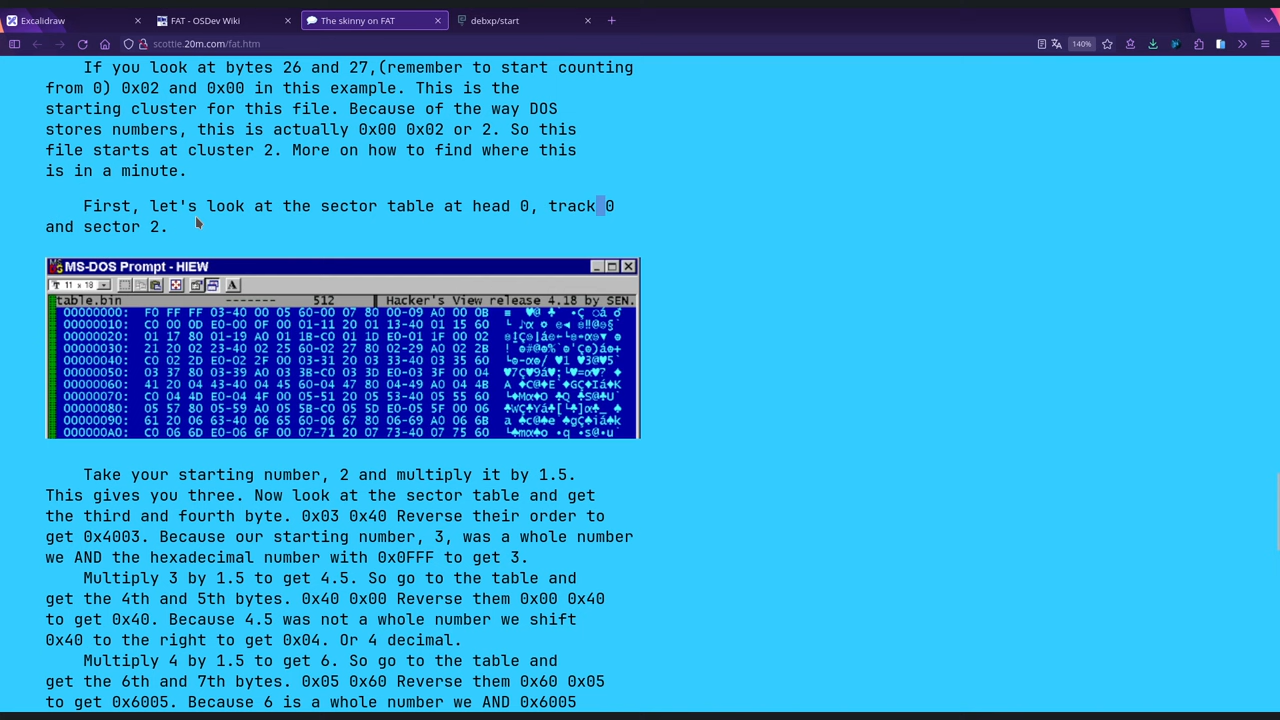 Excalidraw
FAT - OSDev Wiki
The skinny on FAT
debxp/start
scottie.20m.com/fat.htm
140%
If you look at bytes 26 and 27,(remember to start counting
from 0) 0x02 and 0x00 in this example. This is the
starting cluster for this file. Because of the way DOS
stores numbers, this is actually 0x00 0x02 or 2. So this
file starts at cluster 2. More on how to find where this
is in a minute.
First, let's look at the sector table at head 0, track 0
and sector 2.
MS-DOS Prompt - HIEW
11 x 18
A
table.bin ------- 512 Hacker's View release 4.18 by SEN.
00000000: F0 FF FF 03-40 00 05 60-00 07 80 00-09 A0 00 0B
00000010: C0 00 0D E0-00 0F 00 01-11 20 01 13-40 01 15 60
00000020: 01 17 80 01-19 A0 01 1B-C0 01 1D E0-01 1F 00 02
00000030: 21 20 02 23-40 02 25 60-02 27 80 02-29 A0 02 2B
00000040: C0 02 2D E0-02 2F 00 03-31 20 03 33-40 03 35 60
00000050: 03 37 80 03-39 A0 03 3B-C0 03 3D E0-03 3F 00 04
00000060: 41 20 04 43-40 04 45 60-04 47 80 04-49 A0 04 4B
00000070: C0 04 4D E0-04 4F 00 05-51 20 05 53-40 05 55 60
00000080: 05 57 80 05-59 A0 05 5B-C0 05 5D E0-05 5F 00 06
00000090: 61 20 06 63-40 06 65 60-06 67 80 06-69 A0 06 6B
000000A0: C0 06 6D E0-06 6F 00 07-71 20 07 73-40 07 75 60
Take your starting number, 2 and multiply it by 1.5.
This gives you three. Now look at the sector table and get
the third and fourth byte. 0x03 0x40 Reverse their order to
get 0x4003. Because our starting number, 3, was a whole number
we AND the hexadecimal number with 0x0FFF to get 3.
Multiply 3 by 1.5 to get 4.5. So go to the table and
get the 4th and 5th bytes. 0x40 0x00 Reverse them 0x00 0x40
to get 0x40. Because 4.5 was not a whole number we shift
0x40 to the right to get 0x04. Or 4 decimal.
Multiply 4 by 1.5 to get 6. So go to the table and
get the 6th and 7th bytes. 0x05 0x60 Reverse them 0x60 0x05
to get 0x6005. Because 6 is a whole number we AND 0x6005